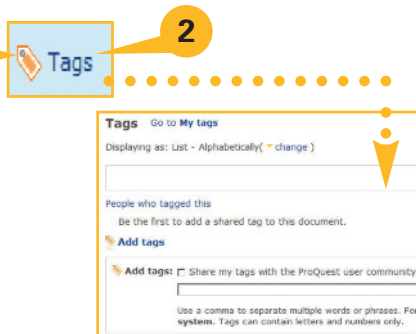 2
Tags
Tags Go to My tags
Displaying as: List - Alphabetically( change )
People who tagged this
Be the first to add a shared tag to this document.
Add tags
Add tags: Share my tags with the ProQuest user community
Use a comma to separate multiple words or phrases. For
system. Tags can contain letters and numbers only.